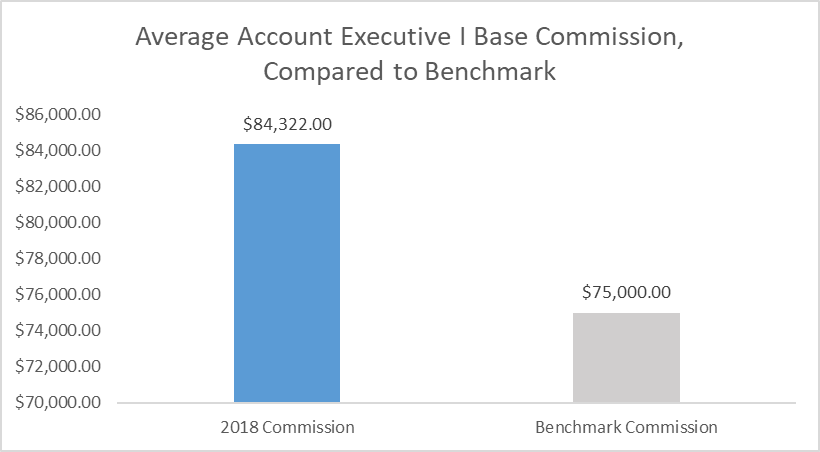 Average Account Executive I Base Commission,
Compared to Benchmark
$86,000.00
$84,000.00
$82,000.00
$80,000.00
$78,000.00
$76,000.00
$74,000.00
$72,000.00
$70,000.00
$84,322.00
$75,000.00
2018 Commission
Benchmark Commission